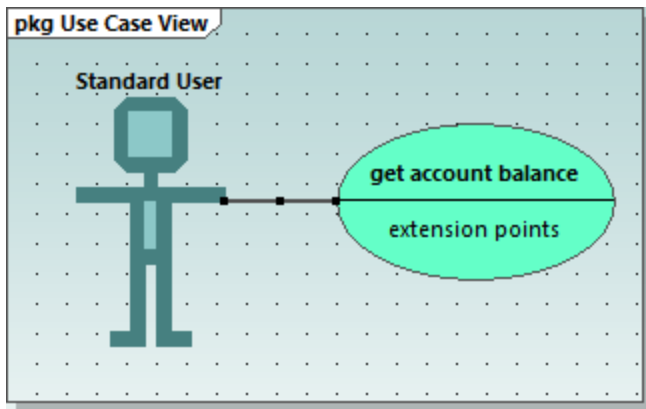 pkg Use Case View
Standard User
get account balance
extension points